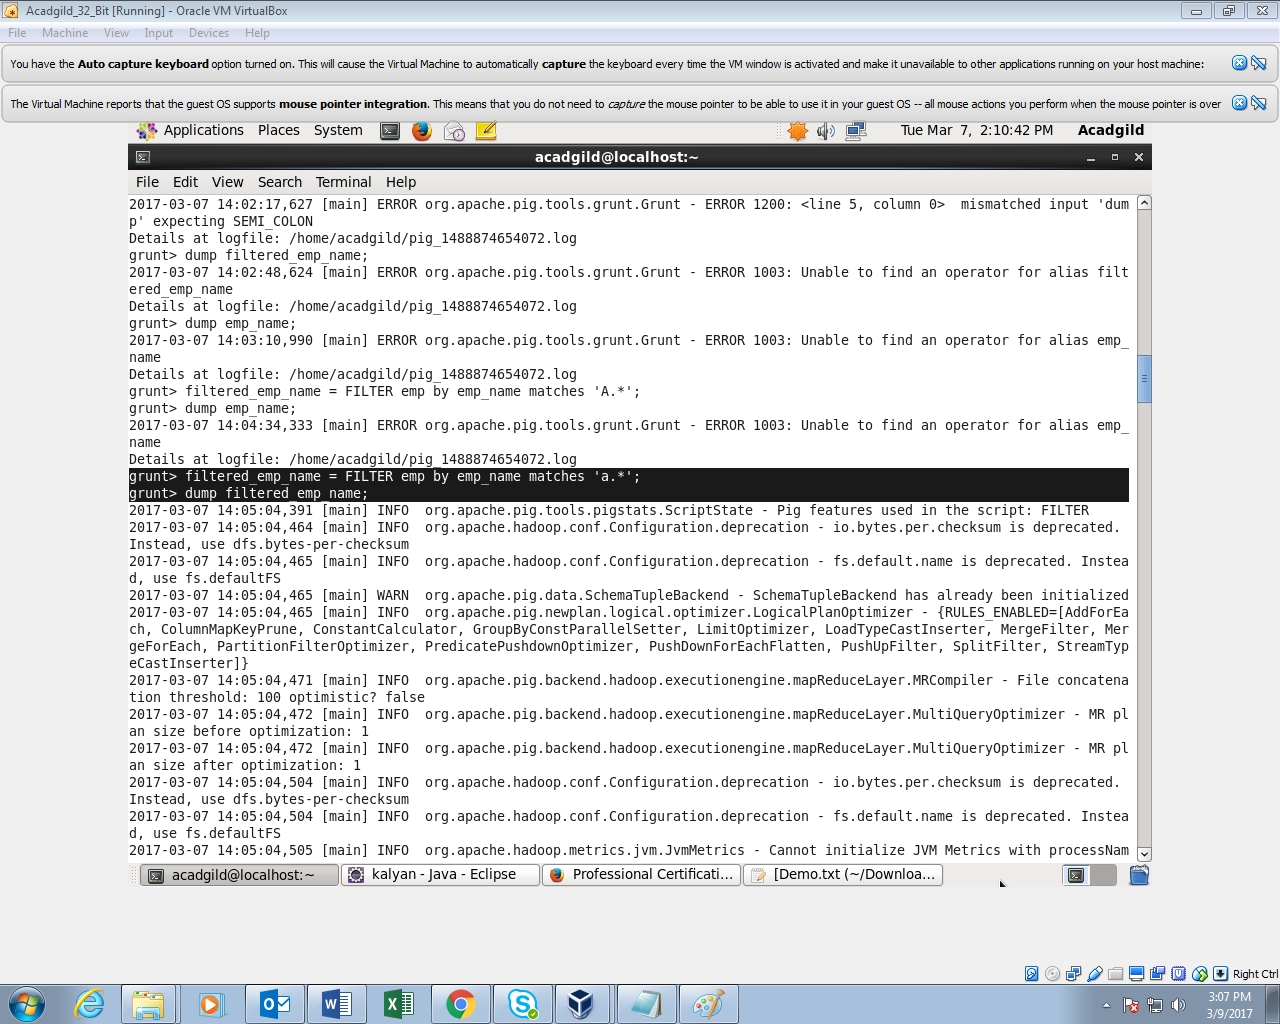 Acadgild_32_Bit [Running] - Oracle VM VirtualBox
File Machine View Input Devices Help
You have the Auto capture keyboard option turned on. This will cause the Virtual Machine to automatically capture the keyboard every time the VM window is activated and make it unavailable to other applications running on your host machine:
The Virtual Machine reports that the guest OS supports mouse pointer integration. This means that you do not need to capture the mouse pointer to be able to use it in your guest OS -- all mouse actions you perform when the mouse pointer is over
Applications Places System Tue Mar 7, 2:10:42 PM Acadgild
acadgild@localhost:~
File Edit View Search Terminal Help
2017-03-07 14:02:17,627 [main] ERROR org.apache.pig.tools.grunt.Grunt - ERROR 1200: <line 5, column 0>  mismatched input 'dum
p' expecting SEMI_COLON
Details at logfile: /home/acadgild/pig_1488874654072.log
grunt> dump filtered_emp_name;
2017-03-07 14:02:48,624 [main] ERROR org.apache.pig.tools.grunt.Grunt - ERROR 1003: Unable to find an operator for alias filt
ered_emp_name
Details at logfile: /home/acadgild/pig_1488874654072.log
grunt> dump emp_name;
2017-03-07 14:03:10,990 [main] ERROR org.apache.pig.tools.grunt.Grunt - ERROR 1003: Unable to find an operator for alias emp_
name
Details at logfile: /home/acadgild/pig_1488874654072.log
grunt> filtered_emp_name = FILTER emp by emp_name matches 'A.*';
grunt> dump emp_name;
2017-03-07 14:04:34,333 [main] ERROR org.apache.pig.tools.grunt.Grunt - ERROR 1003: Unable to find an operator for alias emp_
name
Details at logfile: /home/acadgild/pig_1488874654072.log
grunt> filtered_emp_name = FILTER emp by emp_name matches 'a.*';
grunt> dump filtered_emp_name;
2017-03-07 14:05:04,391 [main] INFO  org.apache.pig.tools.pigstats.ScriptState - Pig features used in the script: FILTER
2017-03-07 14:05:04,464 [main] INFO  org.apache.hadoop.conf.Configuration.deprecation - io.bytes.per.checksum is deprecated.
Instead, use dfs.bytes-per-checksum
2017-03-07 14:05:04,465 [main] INFO  org.apache.hadoop.conf.Configuration.deprecation - fs.default.name is deprecated. Instea
d, use fs.defaultFS
2017-03-07 14:05:04,465 [main] WARN  org.apache.pig.data.SchemaTupleBackend - SchemaTupleBackend has already been initialized
2017-03-07 14:05:04,465 [main] INFO  org.apache.pig.newplan.logical.optimizer.LogicalPlanOptimizer - {RULES_ENABLED=[AddForEa
ch, ColumnMapKeyPrune, ConstantCalculator, GroupByConstParallelSetter, LimitOptimizer, LoadTypeCastInserter, MergeFilter, Mer
geForEach, PartitionFilterOptimizer, PredicatePushdownOptimizer, PushDownForEachFlatten, PushUpFilter, SplitFilter, StreamTyp
eCastInserter]}
2017-03-07 14:05:04,471 [main] INFO  org.apache.pig.backend.hadoop.executionengine.mapReduceLayer.MRCompiler - File concatena
tion threshold: 100 optimistic? false
2017-03-07 14:05:04,472 [main] INFO  org.apache.pig.backend.hadoop.executionengine.mapReduceLayer.MultiQueryOptimizer - MR pl
an size before optimization: 1
2017-03-07 14:05:04,472 [main] INFO  org.apache.pig.backend.hadoop.executionengine.mapReduceLayer.MultiQueryOptimizer - MR pl
an size after optimization: 1
2017-03-07 14:05:04,504 [main] INFO  org.apache.hadoop.conf.Configuration.deprecation - io.bytes.per.checksum is deprecated.
Instead, use dfs.bytes-per-checksum
2017-03-07 14:05:04,504 [main] INFO  org.apache.hadoop.conf.Configuration.deprecation - fs.default.name is deprecated. Instea
d, use fs.defaultFS
2017-03-07 14:05:04,505 [main] INFO  org.apache.hadoop.metrics.jvm.JvmMetrics - Cannot initialize JVM Metrics with processNam
acadgild@localhost:~ kalyan - Java - Eclipse Professional Certificati... [Demo.txt (~/Downloa...
Right Ctrl
3:07 PM
3/9/2017